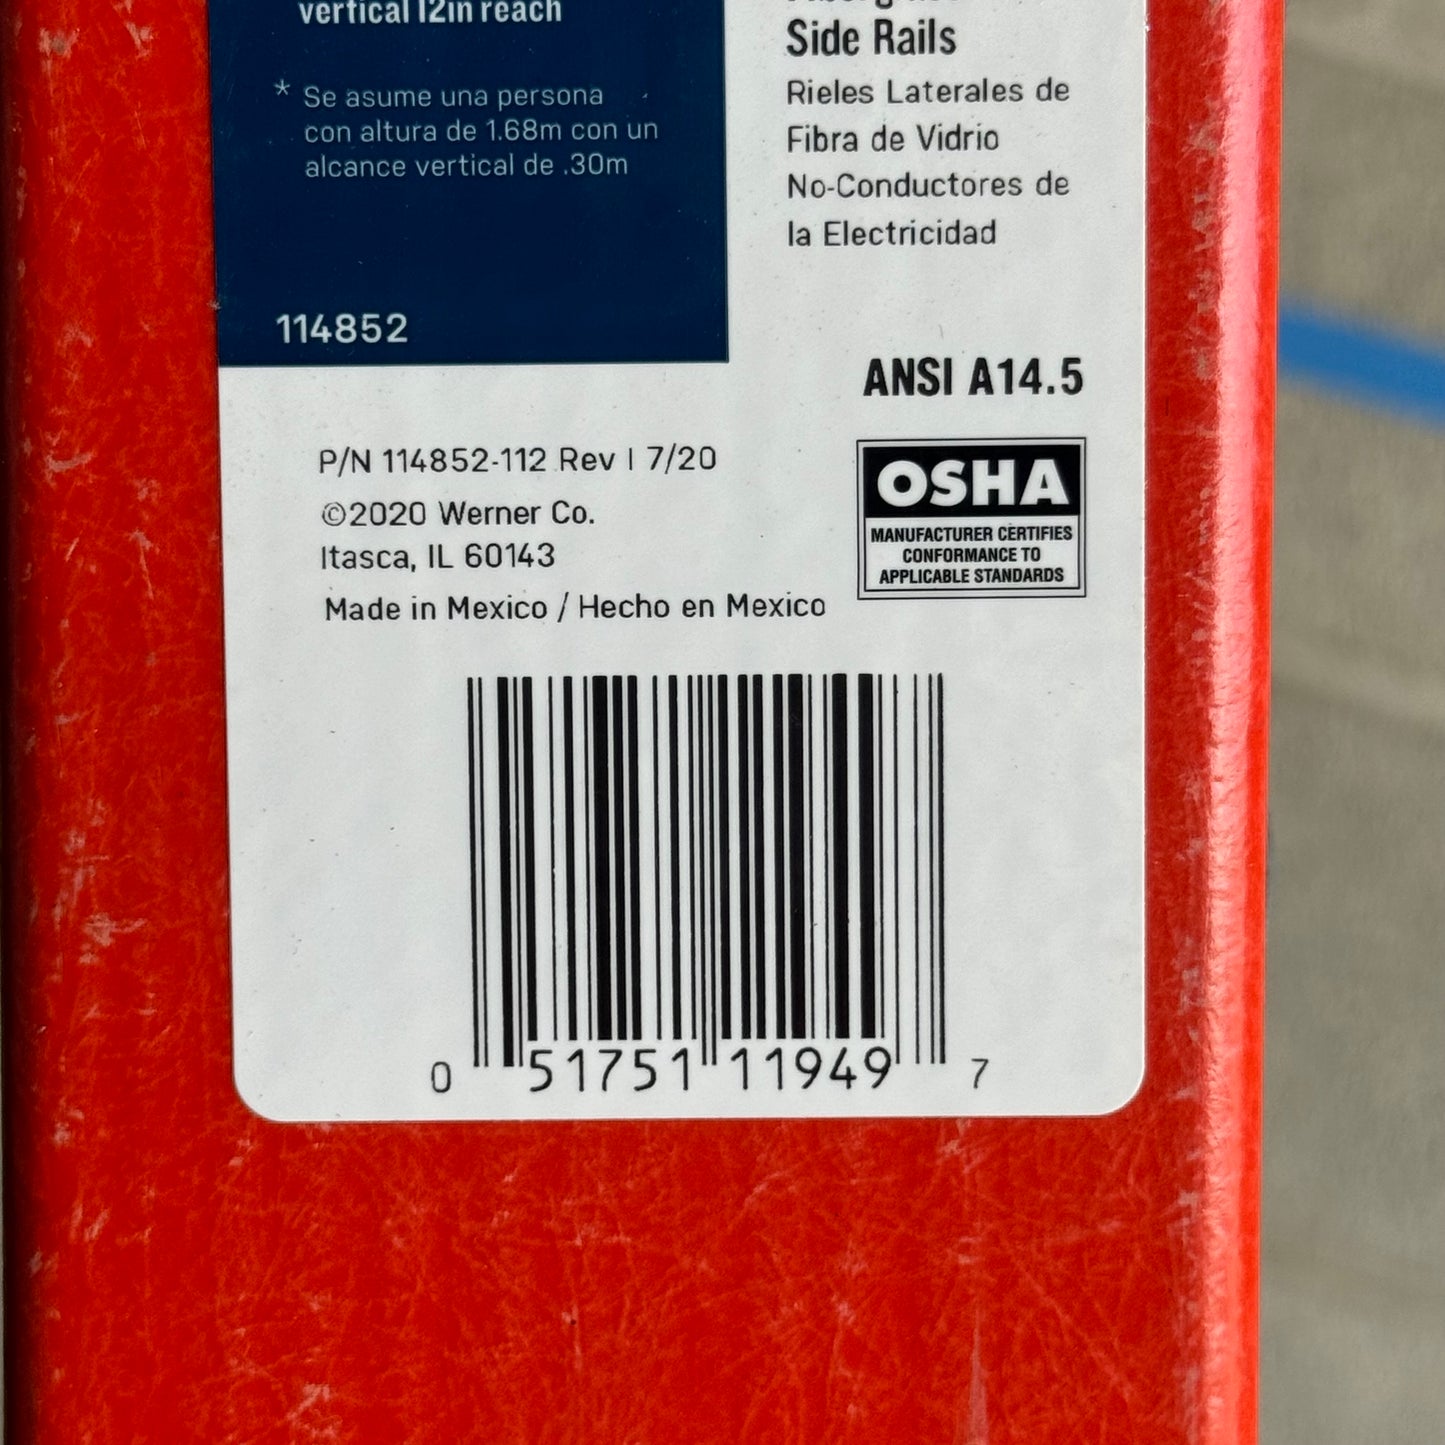 vertical 12in reach
* Se asume una persona
con altura de 1.68m con un
alcance vertical de .30m
114852
Side Rails
Rieles Laterales de
Fibra de Vidrio
No-Conductores de
la Electricidad
ANSI A14.5
P/N 114852-112 Rev I 7/20
©2020 Werner Co.
Itasca, IL 60143
Made in Mexico / Hecho en Mexico
OSHA
MANUFACTURER CERTIFIES
CONFORMANCE TO
APPLICABLE STANDARDS
0 51751 11949 7